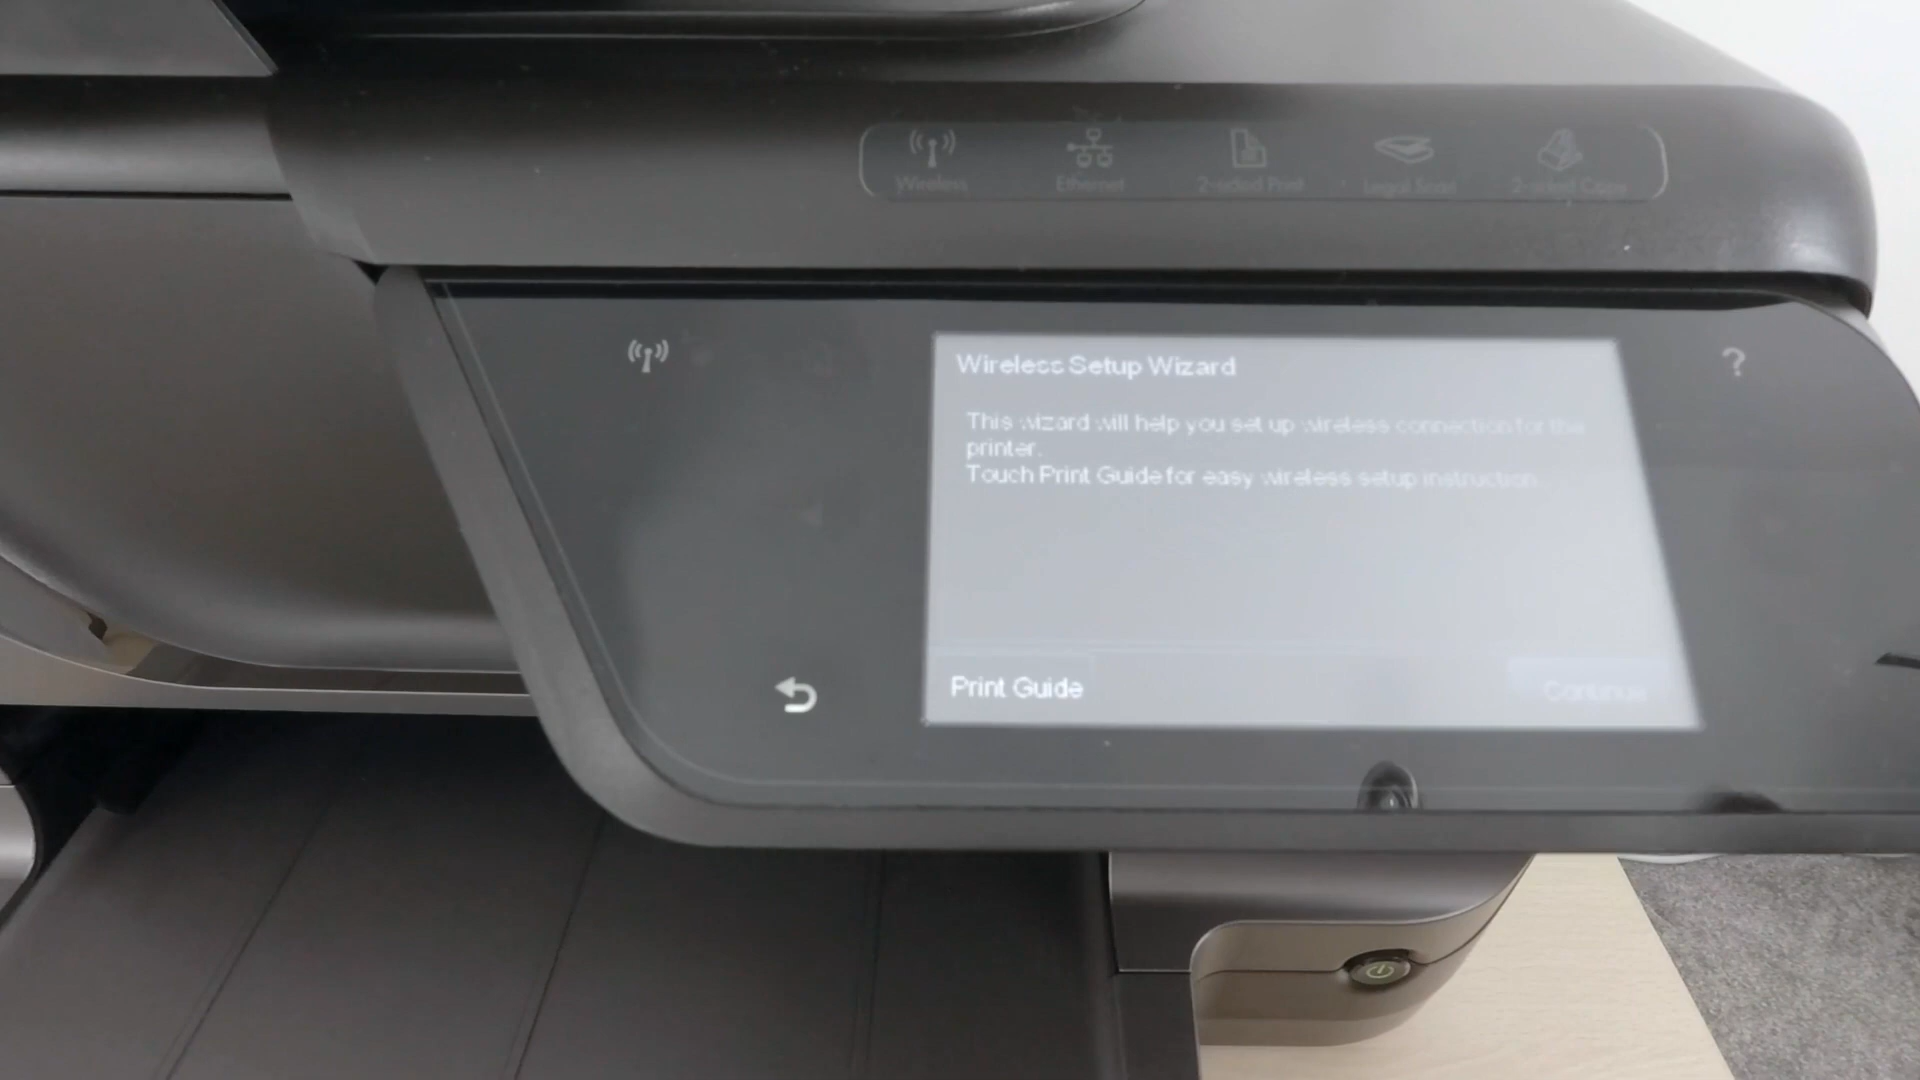 Wireless Ethernet 2-sided Print Legal Scan 2-sided Copy
Wireless Setup Wizard
?
This wizard will help you set up wireless connection for the
printer.
Touch Print Guide for easy wireless setup instruction.
Print Guide Continue